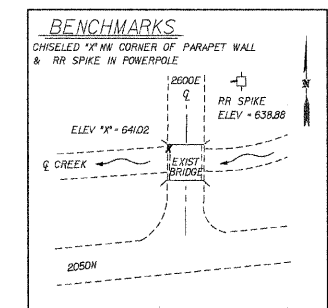 BENCHMARKS
CHISELED "X" NW CORNER OF PARAPET WALL
& RR SPIKE IN POWERPOLE
2600E
℄
N
RR SPIKE
ELEV = 638.88
ELEV "X" = 641.02
X
℄ CREEK
EXIST
BRIDGE
2050N